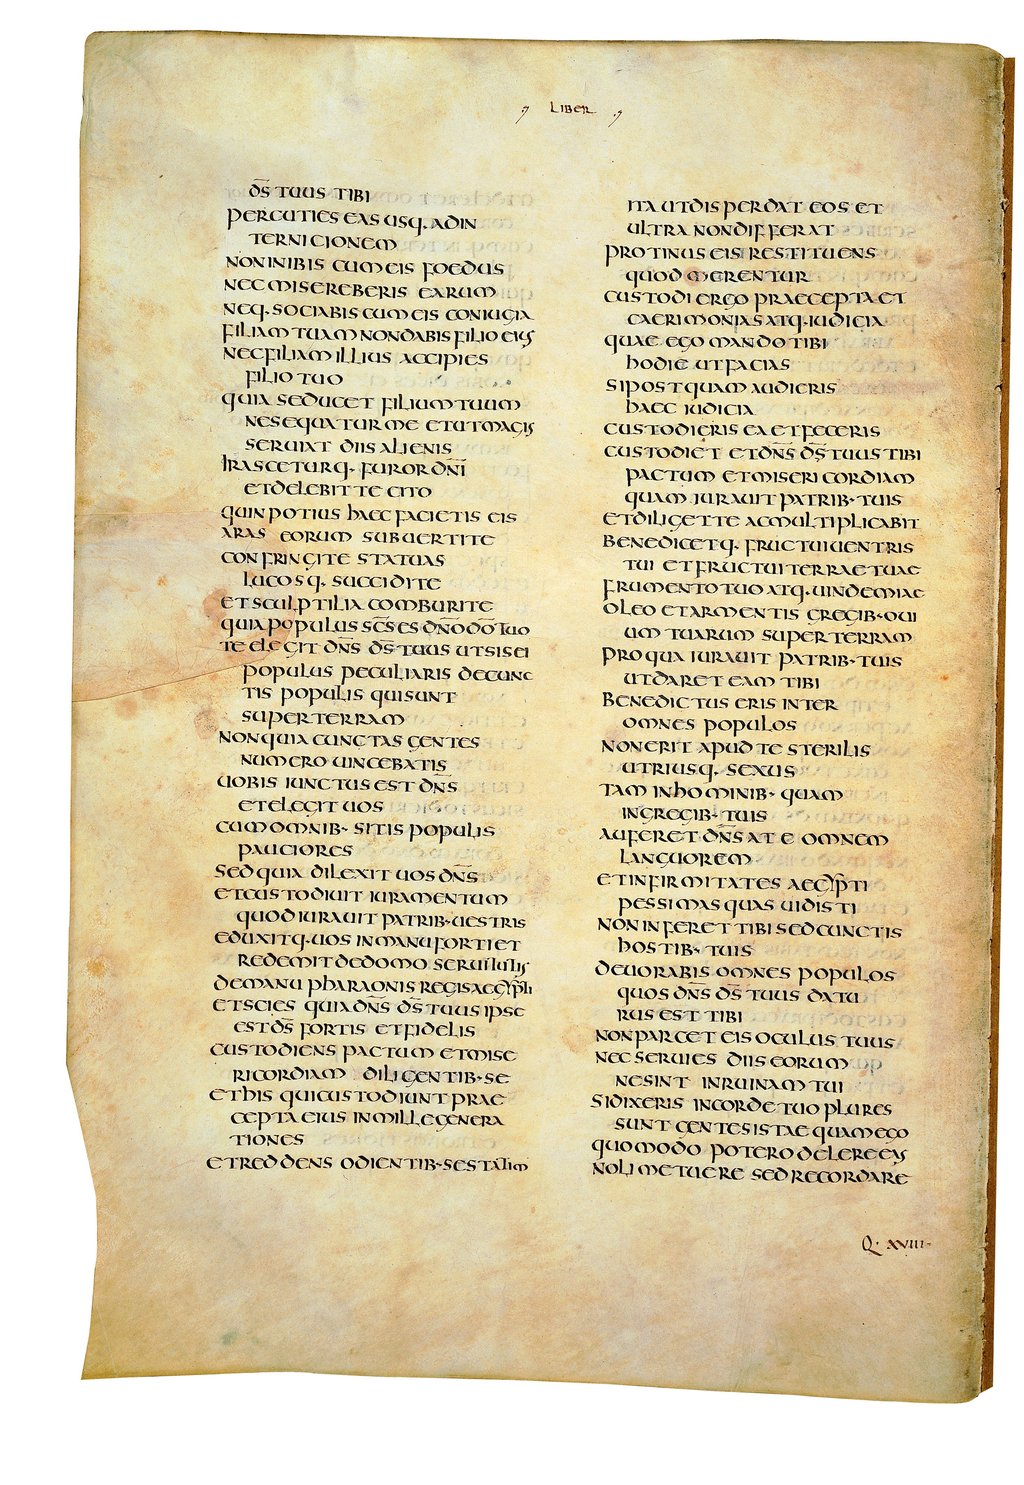 LIBER
D̅S̅ TUUS TIBI
PERCUTIES EAS USQ· AD IN
TERNICIONEM
NON INIBIS CUM EIS FOEDUS
NEC MISEREBERIS EARUM
NEQ· SOCIABIS CUM EIS CONIUGIA
FILIAM TUAM NON DABIS FILIO EIUS
NEC FILIAM ILLIUS ACCIPIES
FILIO TUO
QUIA SEDUCET FILIUM TUUM
NE SEQUATUR ME ET UT MAGIS
SERUIAT DIIS ALIENIS
IRASCETURQ· FUROR DN̅I
ET DELEBIT TE CITO
QUIN POTIUS HAEC FACIETIS EIS
ARAS EORUM SUBUERTITE
CONFRINGITE STATUAS
LUCOSQ· SUCCIDITE
ET SCULPTILIA COMBURITE
QUIA POPULUS SC̅S ES DN̅O DO̅ TUO
TE ELEGIT DN̅S D̅S TUUS UT SIS EI
POPULUS PECULIARIS DE CUNC
TIS POPULIS QUI SUNT
SUPER TERRAM
NON QUIA CUNCTAS GENTES
NUMERO UINCEBATIS
UOBIS IUNCTUS EST DN̅S
ET ELEGIT UOS
CUM OMNIB· SITIS POPULIS
PAUCIORES
SED QUIA DILEXIT UOS DN̅S
ET CUSTODIUIT IURAMENTUM
QUOD IURAUIT PATRIB· UESTRIS
EDUXITQ· UOS IN MANU FORTI ET
REDEMIT DE DOMO SERUITUTIS
DE MANU PHARAONIS REGIS AEGYPTI
ET SCIES QUIA DN̅S D̅S TUUS IPSE
EST D̅S FORTIS ET FIDELIS
CUSTODIENS PACTUM ET MISE
RICORDIAM DILIGENTIB· SE
ET HIS QUI CUSTODIUNT PRAE
CEPTA EIUS IN MILLE GENERA
TIONES
ET REDDENS ODIENTIB· SE STATIM
ITA UT DISPERDAT EOS ET
ULTRA NON DIFFERAT
PROTINUS EIS RESTITUENS
QUOD MERENTUR
CUSTODI ERGO PRAECEPTA ET
CAERIMONIAS ATQ· IUDICIA
QUAE EGO MANDO TIBI
HODIE UT FACIAS
SI POSTQUAM AUDIERIS
HAEC IUDICIA
CUSTODIERIS EA ET FECERIS
CUSTODIET ET DN̅S D̅S TUUS TIBI
PACTUM ET MISERICORDIAM
QUAM IURAUIT PATRIB· TUIS
ET DILIGET TE AC MULTIPLICABIT
BENEDICETQ· FRUCTUI UENTRIS
TUI ET FRUCTUI TERRAE TUAE
FRUMENTO TUO ATQ· UINDEMIAE
OLEO ET ARMENTIS GREGIB· OUI
UM TUARUM SUPER TERRAM
PRO QUA IURAUIT PATRIB· TUIS
UT DARET EAM TIBI
BENEDICTUS ERIS INTER
OMNES POPULOS
NON ERIT APUD TE STERILIS
UTRIUSQ· SEXUS
TAM IN HOMINIB· QUAM
IN GREGIB· TUIS
AUFERET DN̅S A TE OMNEM
LANGUOREM
ET INFIRMITATES AEGYPTI
PESSIMAS QUAS UIDISTI
NON INFERET TIBI SED CUNCTIS
HOSTIB· TUIS
DEUORABIS OMNES POPULOS
QUOS DN̅S D̅S TUUS DATU
RUS EST TIBI
NON PARCET EIS OCULUS TUUS
NEC SERUIES DIIS EORUM
NE SINT IN RUINAM TUI
SI DIXERIS IN CORDE TUO PLURES
SUNT GENTES ISTAE QUAM EGO
QUOMODO POTERO DELERE EAS
NOLI METUERE SED RECORDARE
Q· XVIII·